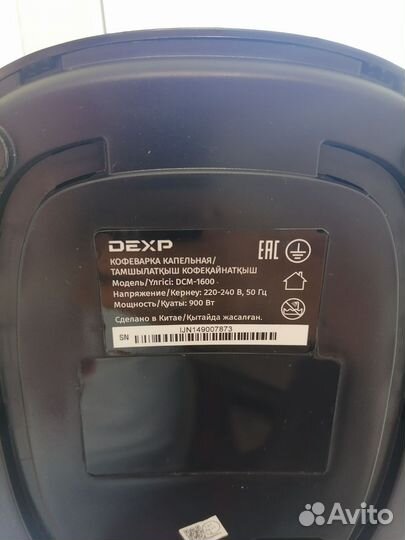 DEXP
КОФЕВАРКА КАПЕЛЬНАЯ/
ТАМШЫЛАТҚЫШ КОФЕҚАЙНАТҚЫШ
Модель/Үлгісі: DCM-1600
Напряжение/Кернеу: 220-240 В, 50 Гц
Мощность/Қуаты: 900 Вт
Сделано в Китае/Қытайда жасалған.
EAC
SN
IJN149007873
Avito